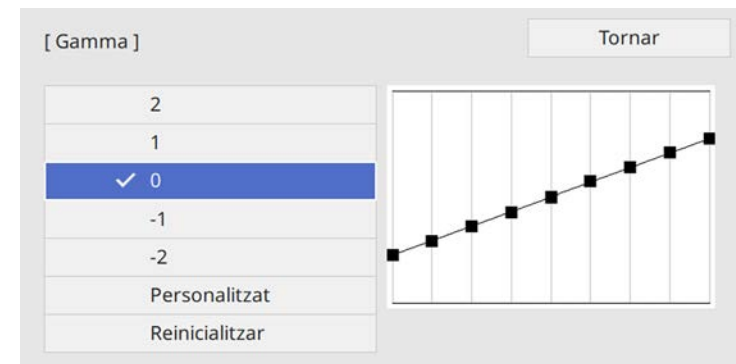 [ Gamma ]
Tornar
2
1
0
-1
-2
Personalitzat
Reinicialitzar